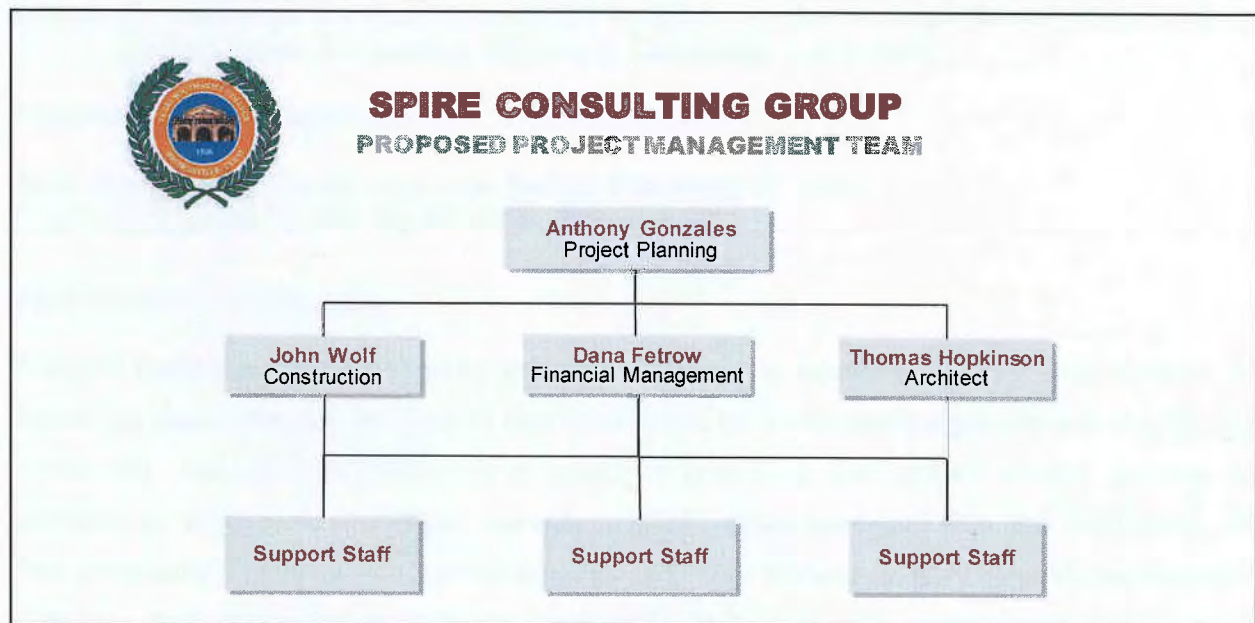 SPIRE CONSULTING GROUP
PROPOSED PROJECT MANAGEMENT TEAM
Anthony Gonzales
Project Planning
John Wolf
Construction
Dana Fetrow
Financial Management
Thomas Hopkinson
Architect
Support Staff
Support Staff
Support Staff